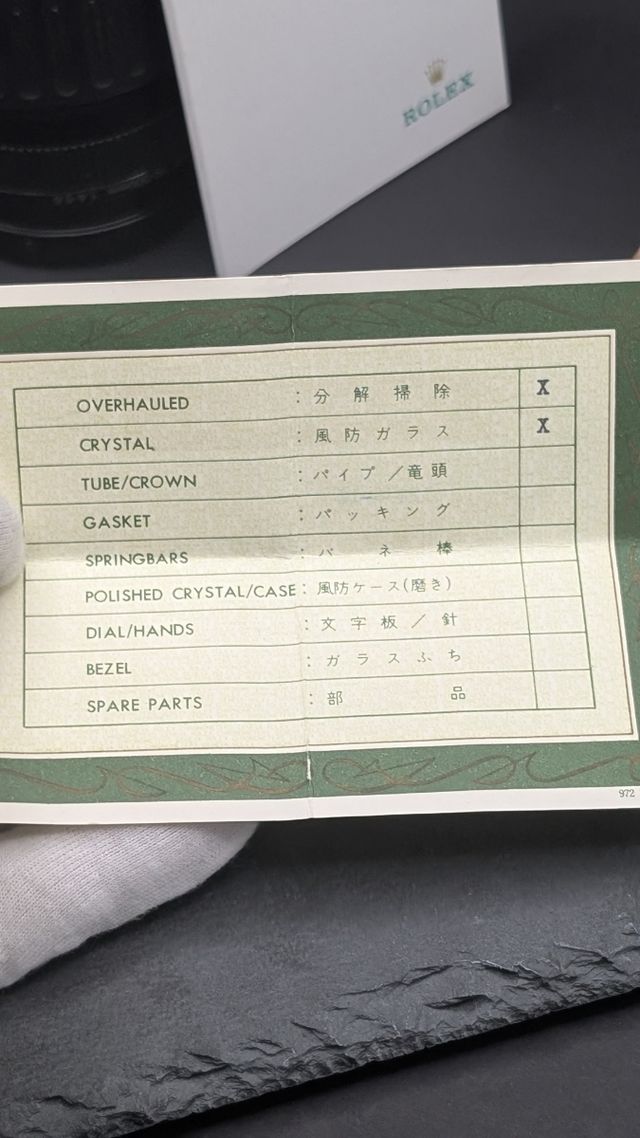 ROLEX
OVERHAULED : 分解掃除 X
CRYSTAL : 風防ガラス X
TUBE/CROWN : パイプ／竜頭
GASKET : パッキング
SPRINGBARS : バネ棒
POLISHED CRYSTAL/CASE : 風防ケース(磨き)
DIAL/HANDS : 文字板／針
BEZEL : ガラスふち
SPARE PARTS : 部品
972